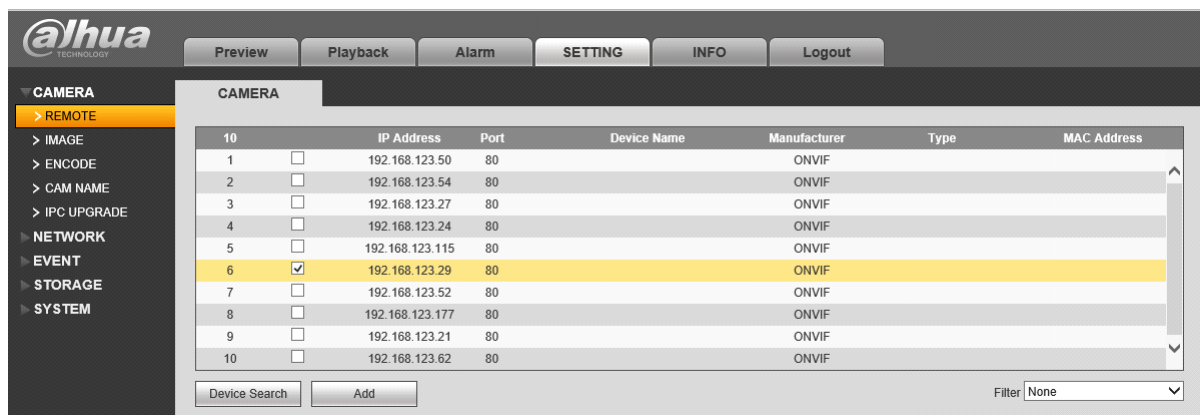 alhua
TECHNOLOGY
Preview Playback Alarm SETTING INFO Logout
CAMERA
> REMOTE
> IMAGE
> ENCODE
> CAM NAME
> IPC UPGRADE
NETWORK
EVENT
STORAGE
SYSTEM
CAMERA
10 IP Address Port Device Name Manufacturer Type MAC Address
1 192.168.123.50 80 ONVIF
2 192.168.123.54 80 ONVIF
3 192.168.123.27 80 ONVIF
4 192.168.123.24 80 ONVIF
5 192.168.123.115 80 ONVIF
6 192.168.123.29 80 ONVIF
7 192.168.123.52 80 ONVIF
8 192.168.123.177 80 ONVIF
9 192.168.123.21 80 ONVIF
10 192.168.123.62 80 ONVIF
Device Search Add Filter None